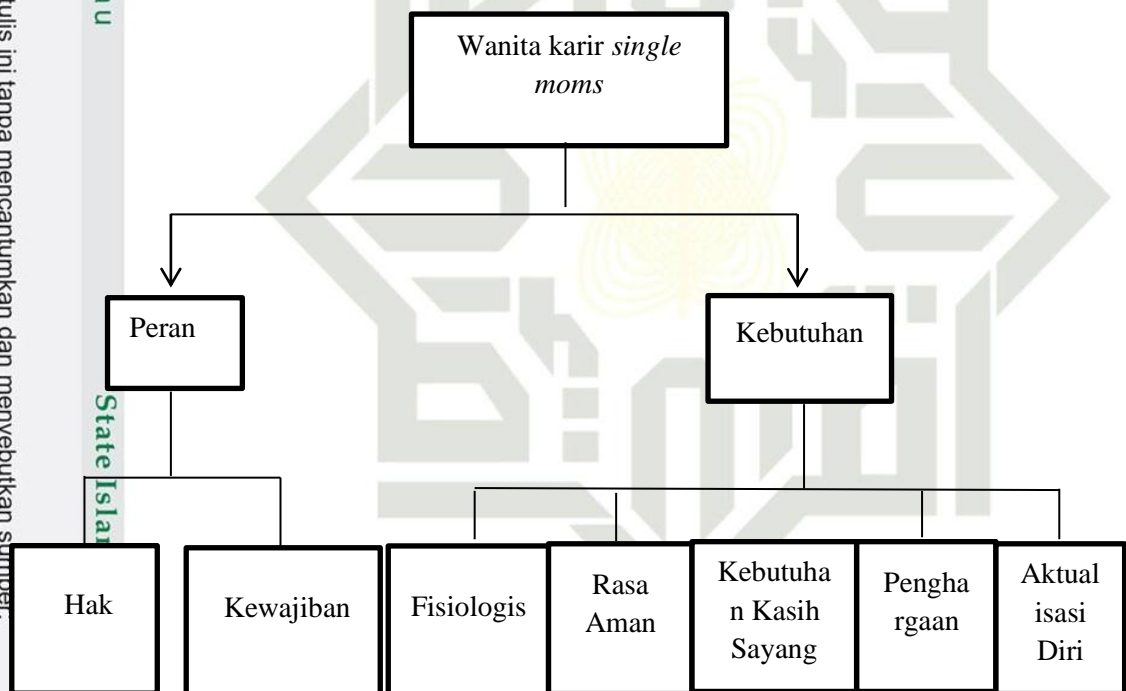 Wanita karir single
moms
Peran
Kebutuhan
Hak
Kewajiban
Fisiologis
Rasa
Aman
Kebutuha
n Kasih
Sayang
Pengha
rgaan
Aktual
isasi
Diri
tulis ini tanpa mencantumkan dan menyebutkan sumber:
State Islam